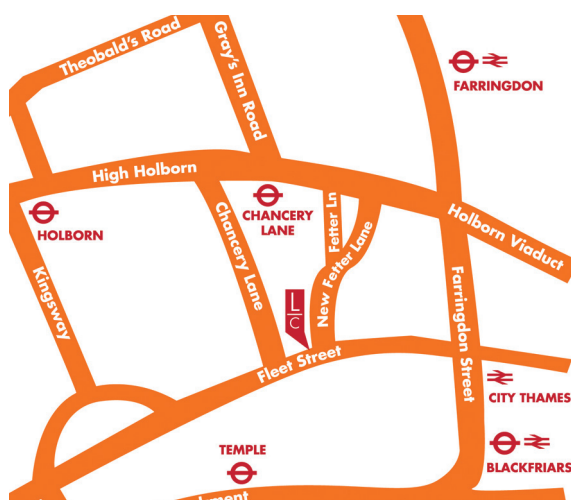 Theobald's Road
Gray's Inn Road
FARRINGDON
High Holborn
HOLBORN
CHANCERY
LANE
Fetter Ln
Holborn Viaduct
Chancery Lane
New Fetter Lane
Kingsway
Farringdon Street
L
C
Fleet Street
CITY THAMES
TEMPLE
BLACKFRIARS